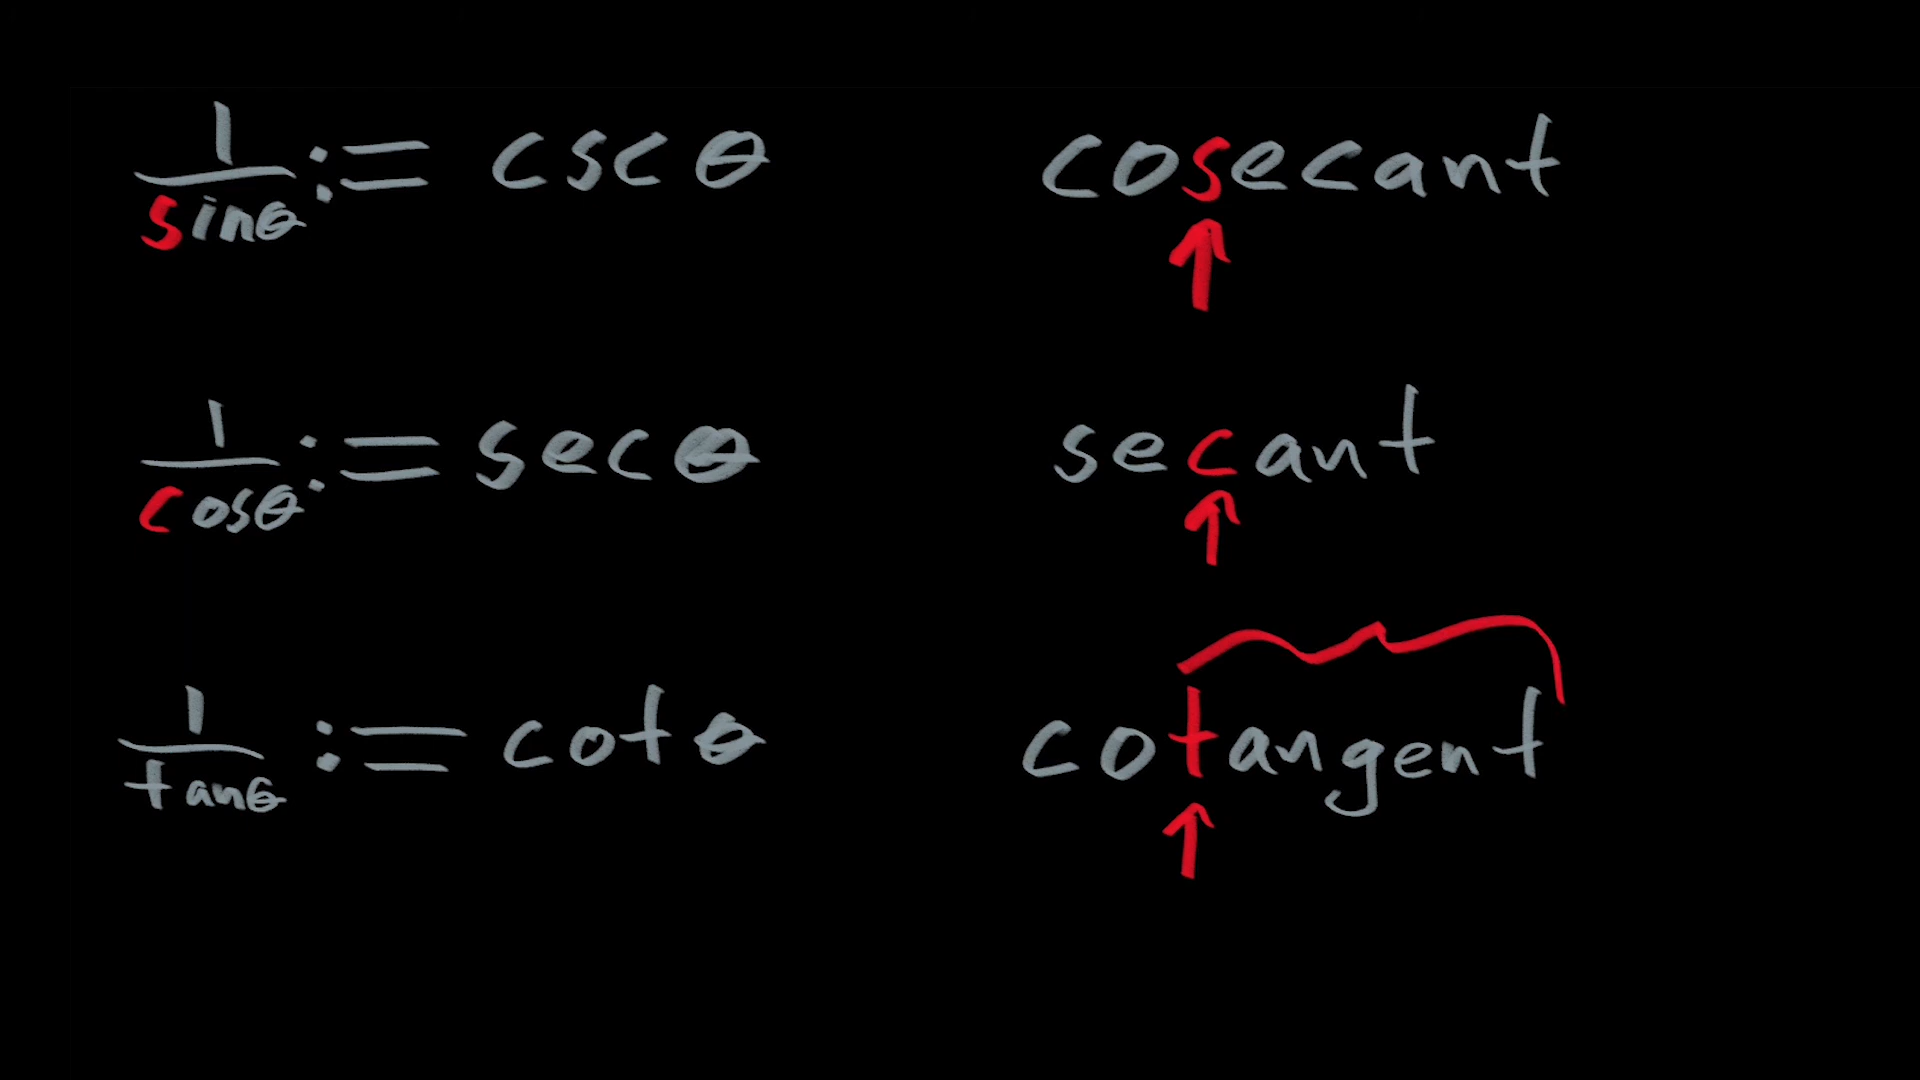 1/sinθ := cscθ cosecant
1/cosθ := secθ secant
1/tanθ := cotθ cotangent